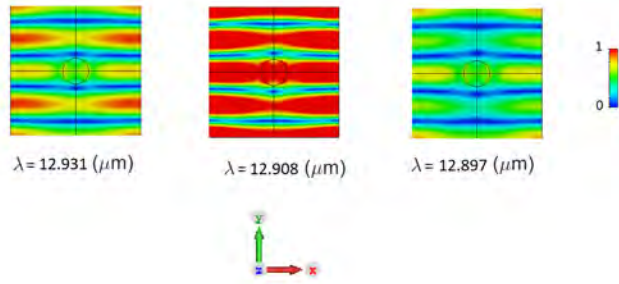 1
0
λ = 12.931 (μm)
λ = 12.908 (μm)
λ = 12.897 (μm)
y
z
x